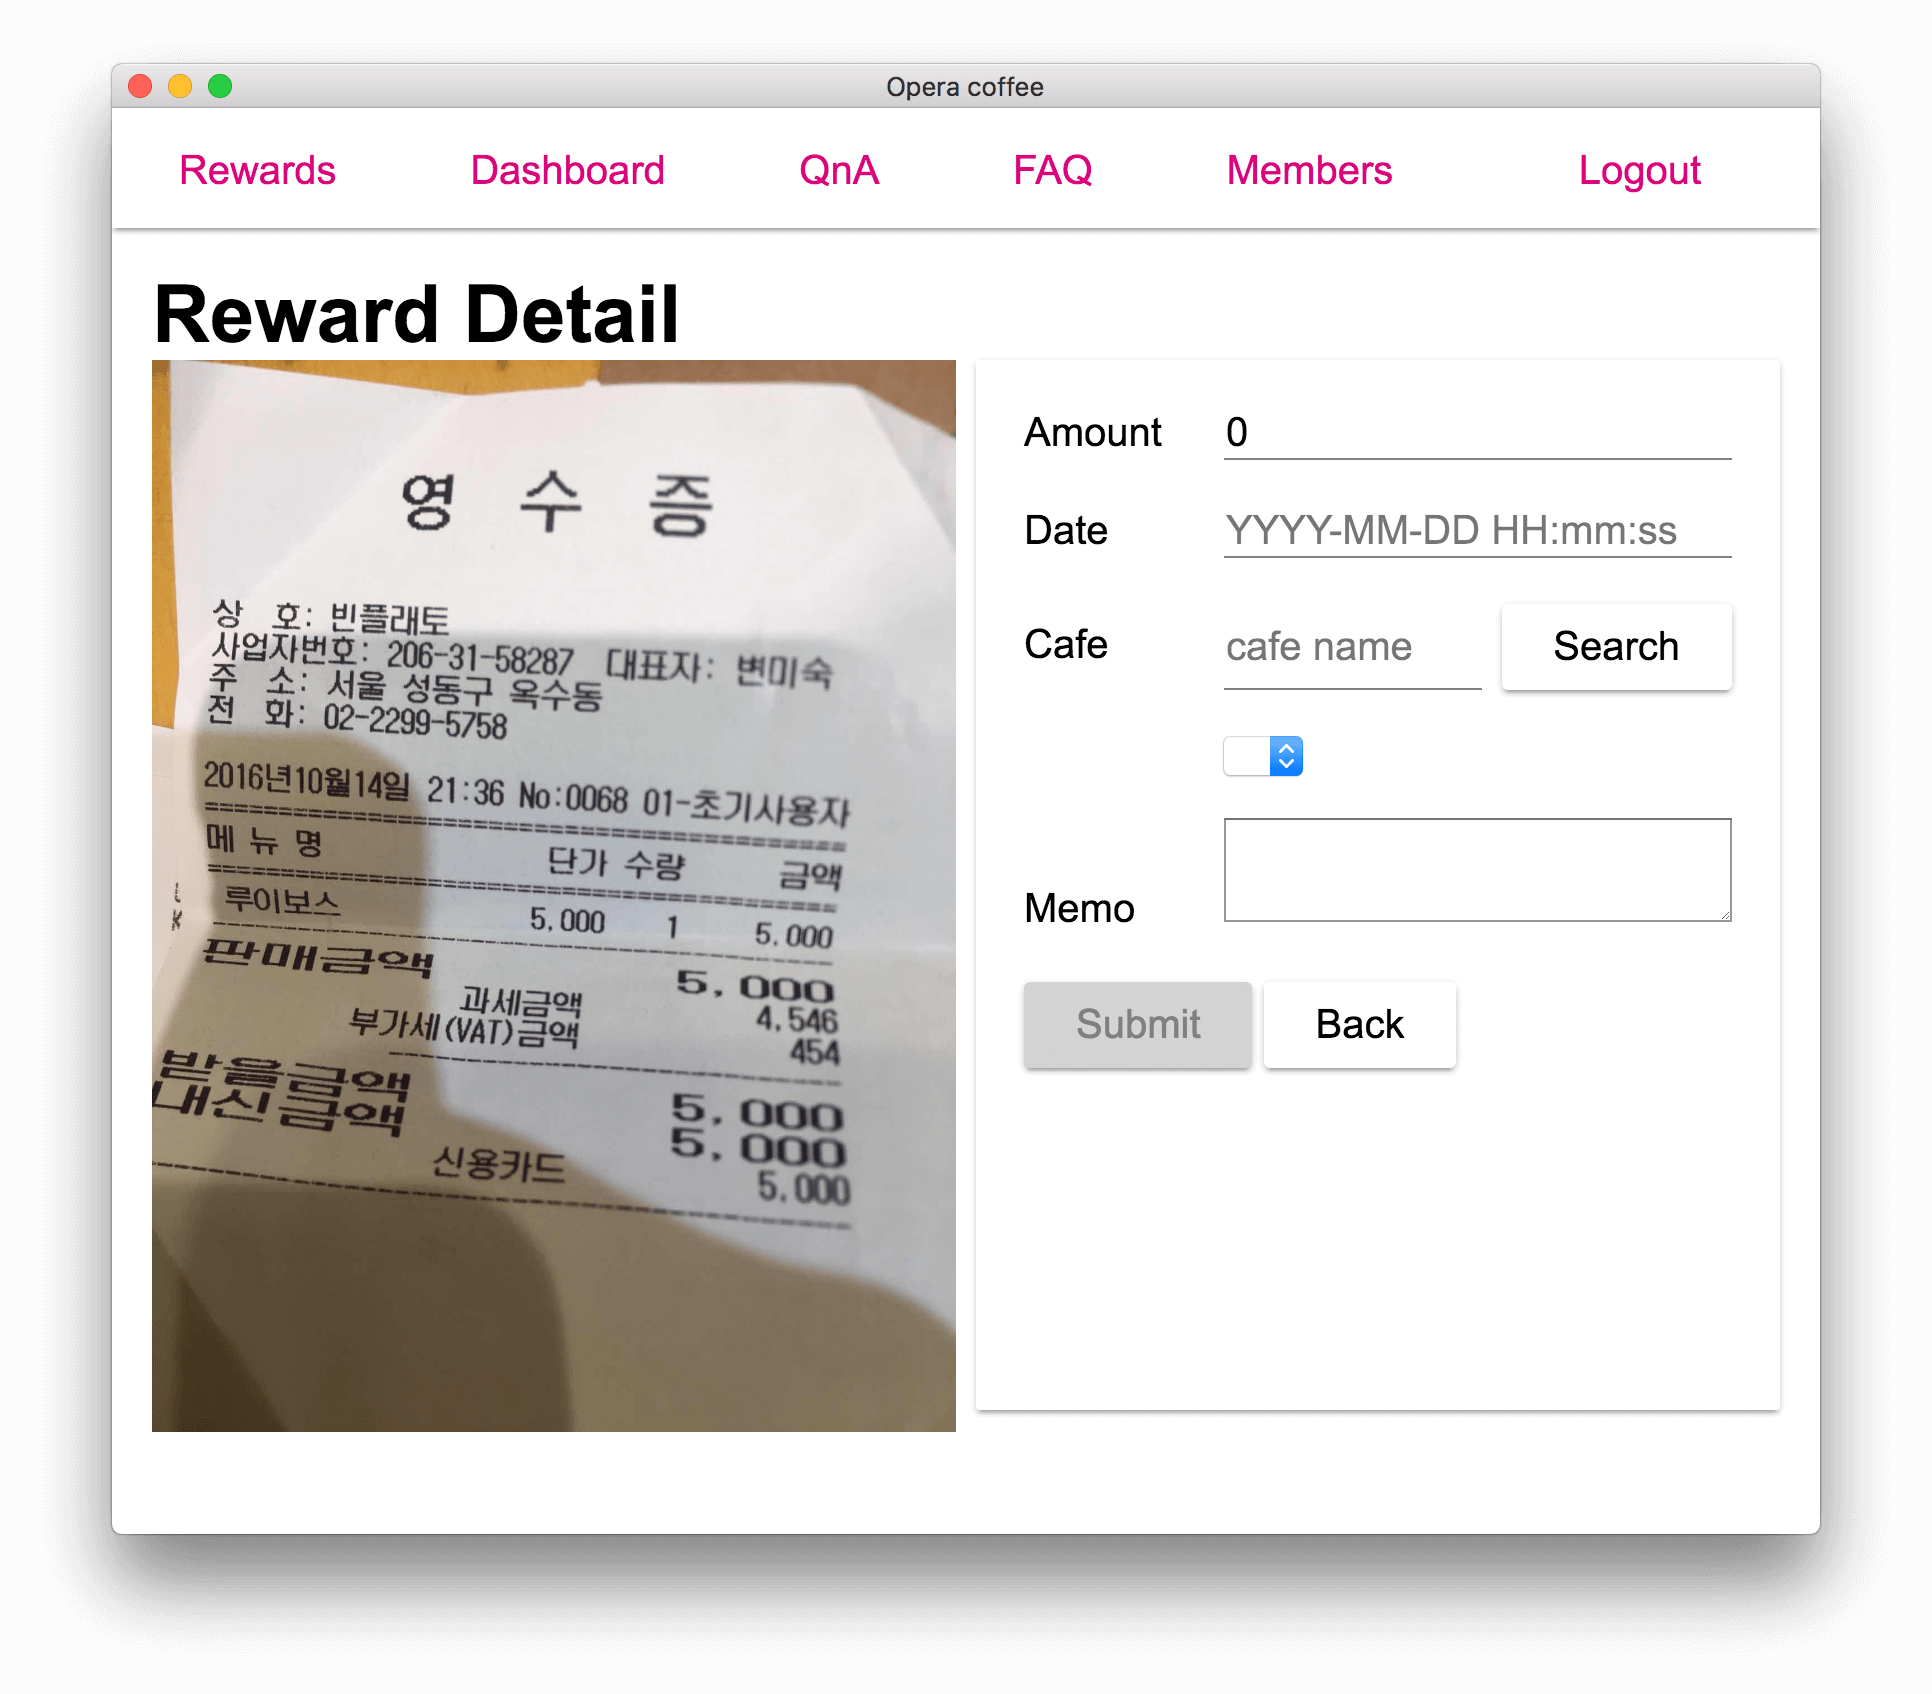 Opera coffee
Rewards Dashboard QnA FAQ Members Logout
Reward Detail
영 수 증
상 호: 빈플래토
사업자번호: 206-31-58287 대표자: 변미숙
주 소: 서울 성동구 옥수동
전 화: 02-2299-5758
2016년10월14일 21:36 No:0068 01-초기사용자
메 뉴 명 단가 수량 금액
루이보스 5,000 1 5,000
판매금액 5,000
과세금액 4,546
부가세(VAT)금액 454
받을금액 5,000
내신금액 5,000
신용카드 5,000
Amount 0
Date YYYY-MM-DD HH:mm:ss
Cafe cafe name Search
Memo
Submit Back